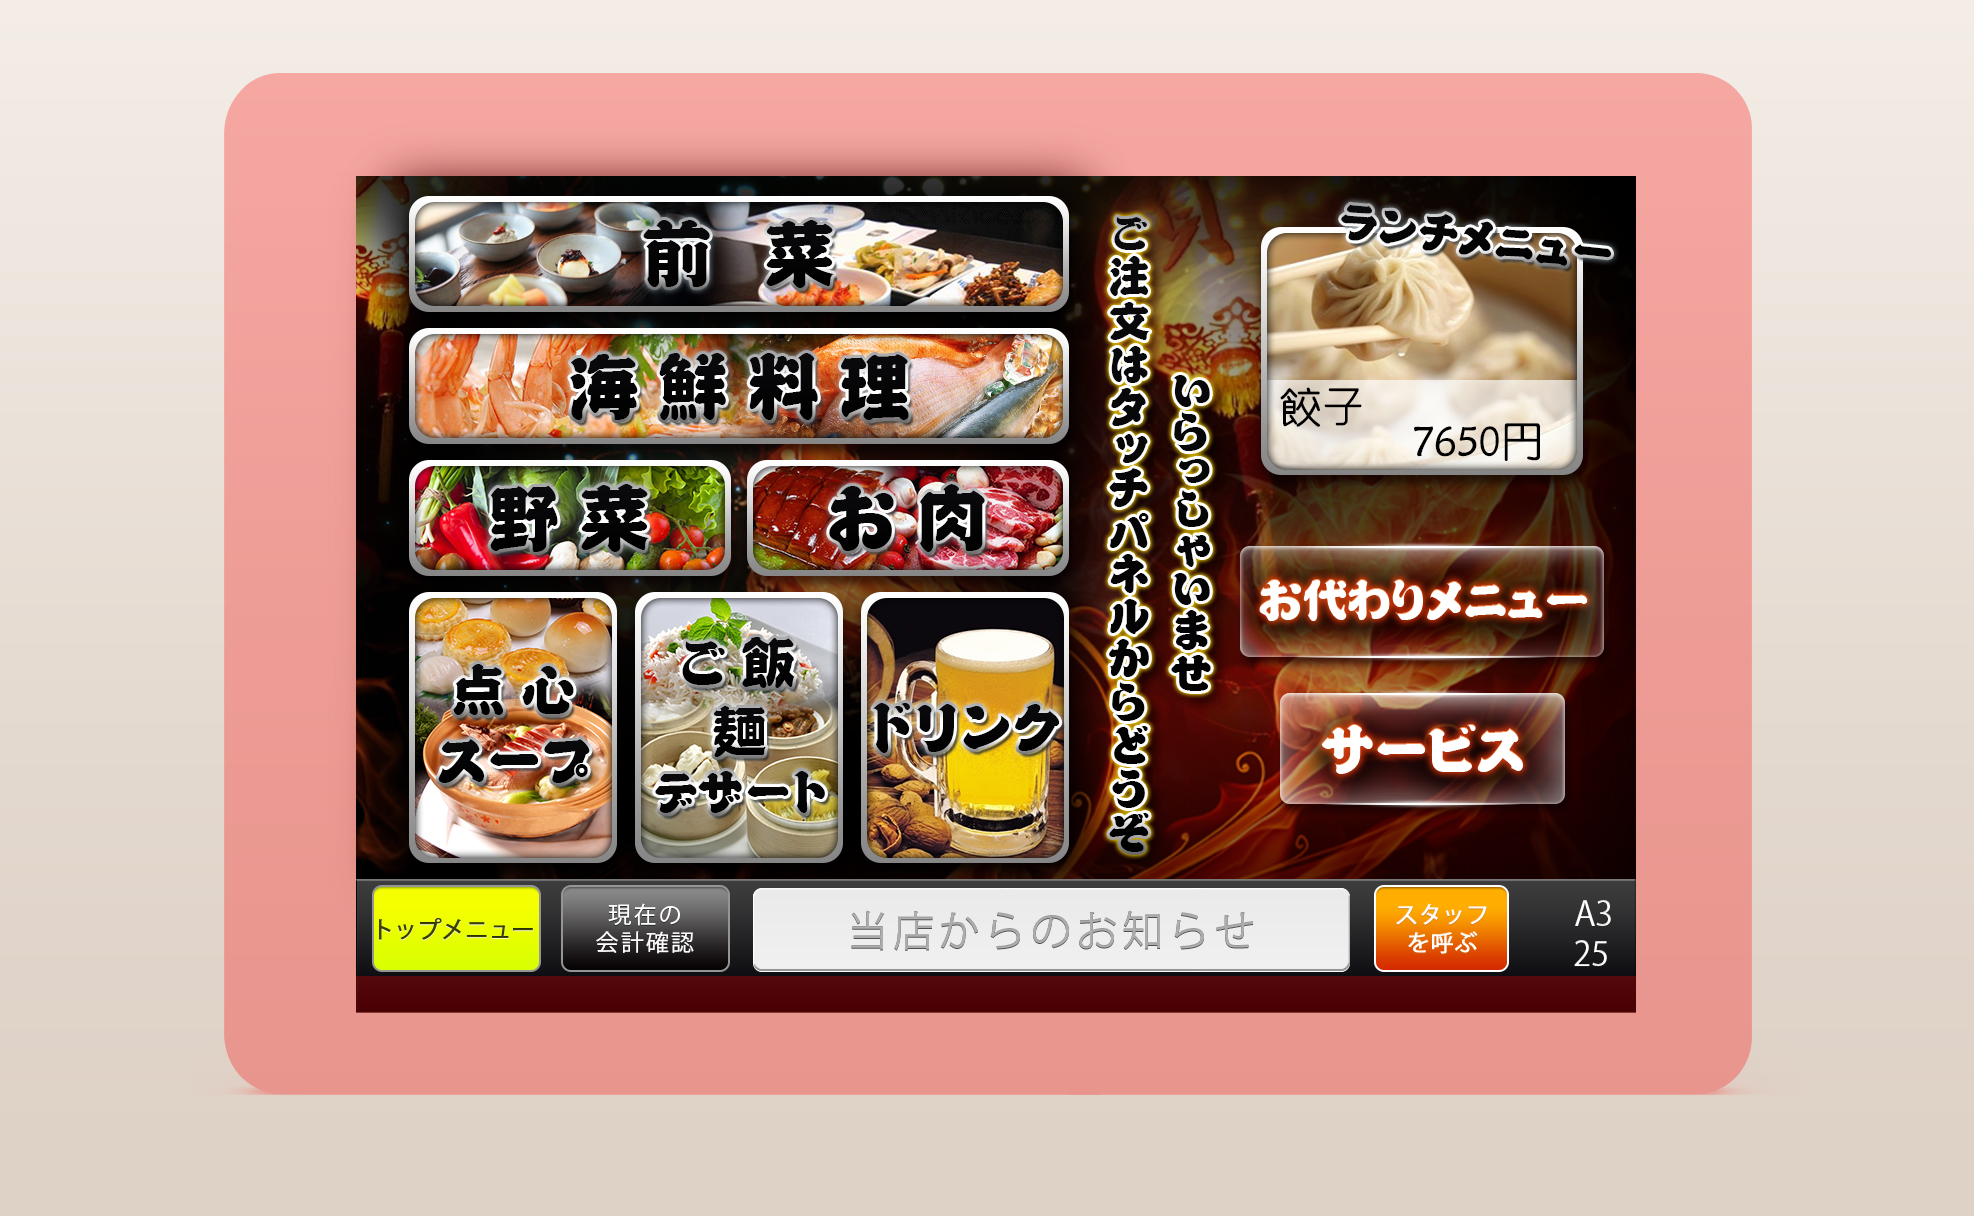 前菜
海鮮料理
野菜
お肉
点心
スープ
ご飯
麺
デザート
ドリンク
いらっしゃいませ
ご注文はタッチパネルからどうぞ
ランチメニュー
餃子
7650円
お代わりメニュー
サービス
トップメニュー
現在の
会計確認
当店からのお知らせ
スタッフ
を呼ぶ
A3
25